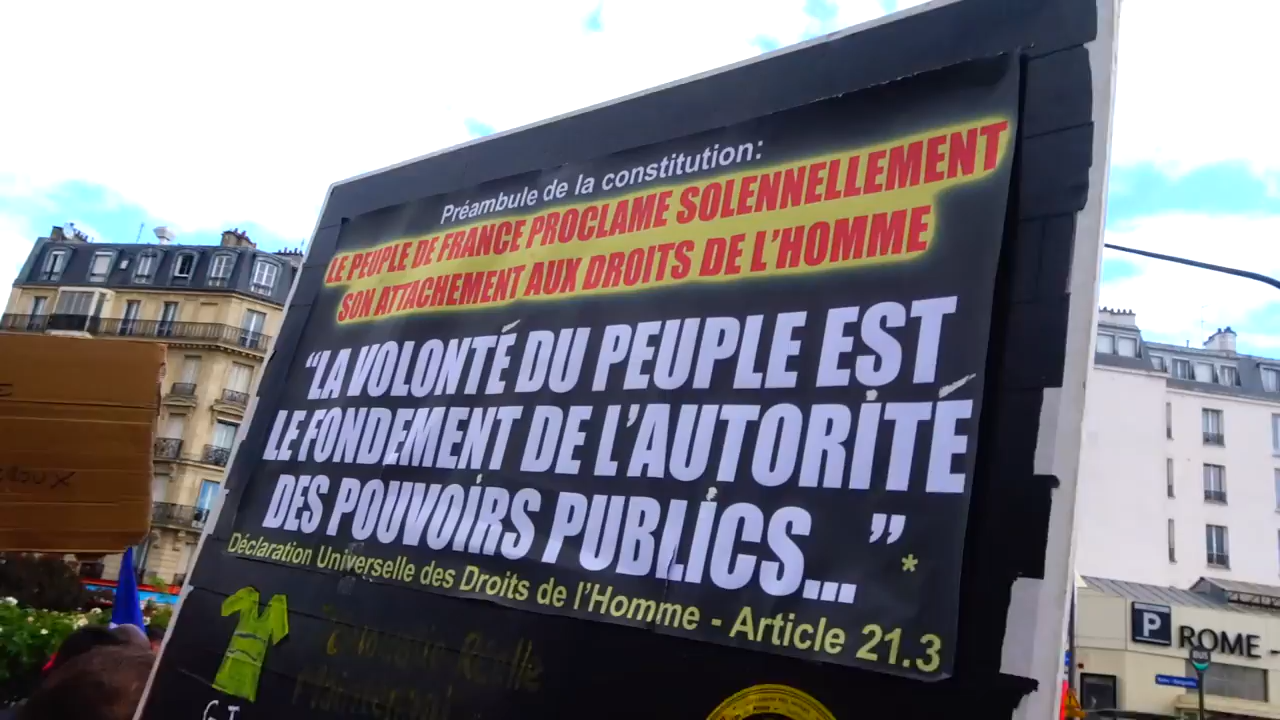 Préambule de la constitution:
LE PEUPLE DE FRANCE PROCLAME SOLENNELLEMENT
SON ATTACHEMENT AUX DROITS DE L'HOMME
“LA VOLONTÉ DU PEUPLE EST
LE FONDEMENT DE L'AUTORITÉ
DES POUVOIRS PUBLICS... ” *
Déclaration Universelle des Droits de l'Homme - Article 21.3
P ROME -
BUS